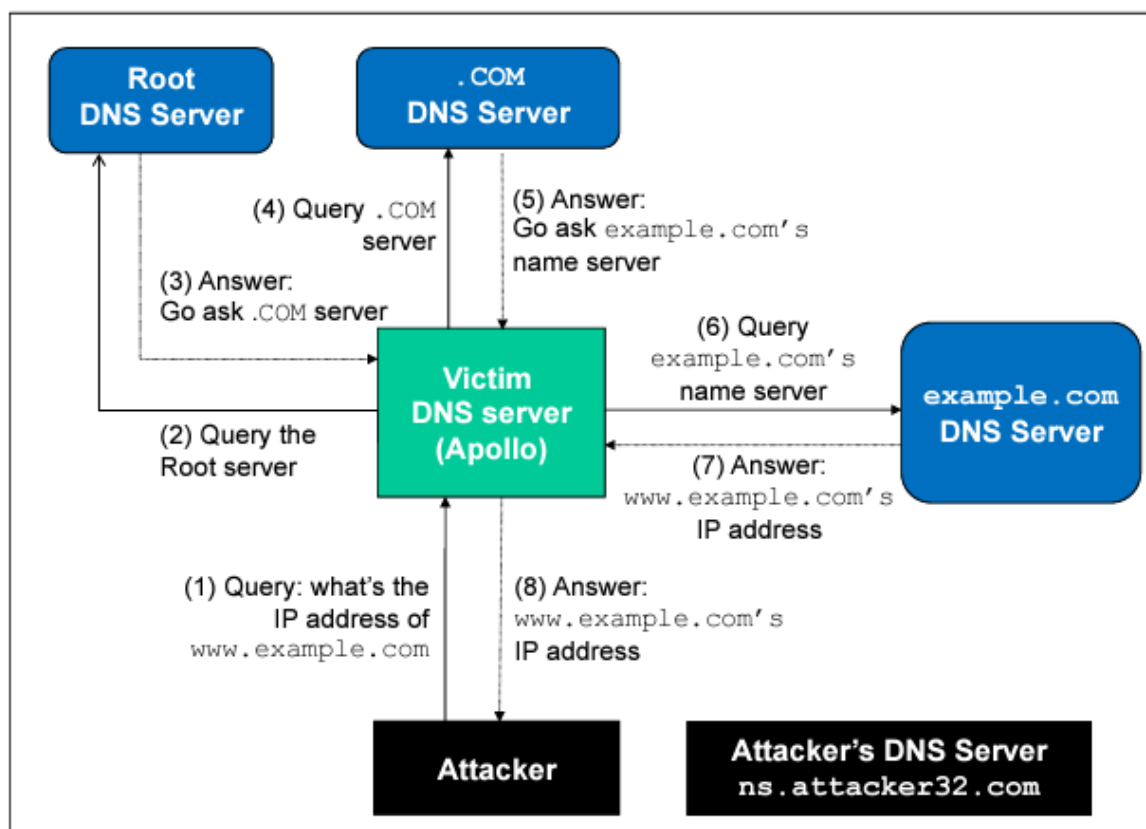 Root
DNS Server
.COM
DNS Server
(4) Query .COM
server
(5) Answer:
Go ask example.com's
name server
(3) Answer:
Go ask .COM server
(2) Query the
Root server
Victim
DNS server
(Apollo)
(6) Query
example.com's
name server
example.com
DNS Server
(7) Answer:
www.example.com's
IP address
(1) Query: what's the
IP address of
www.example.com
(8) Answer:
www.example.com's
IP address
Attacker
Attacker's DNS Server
ns.attacker32.com